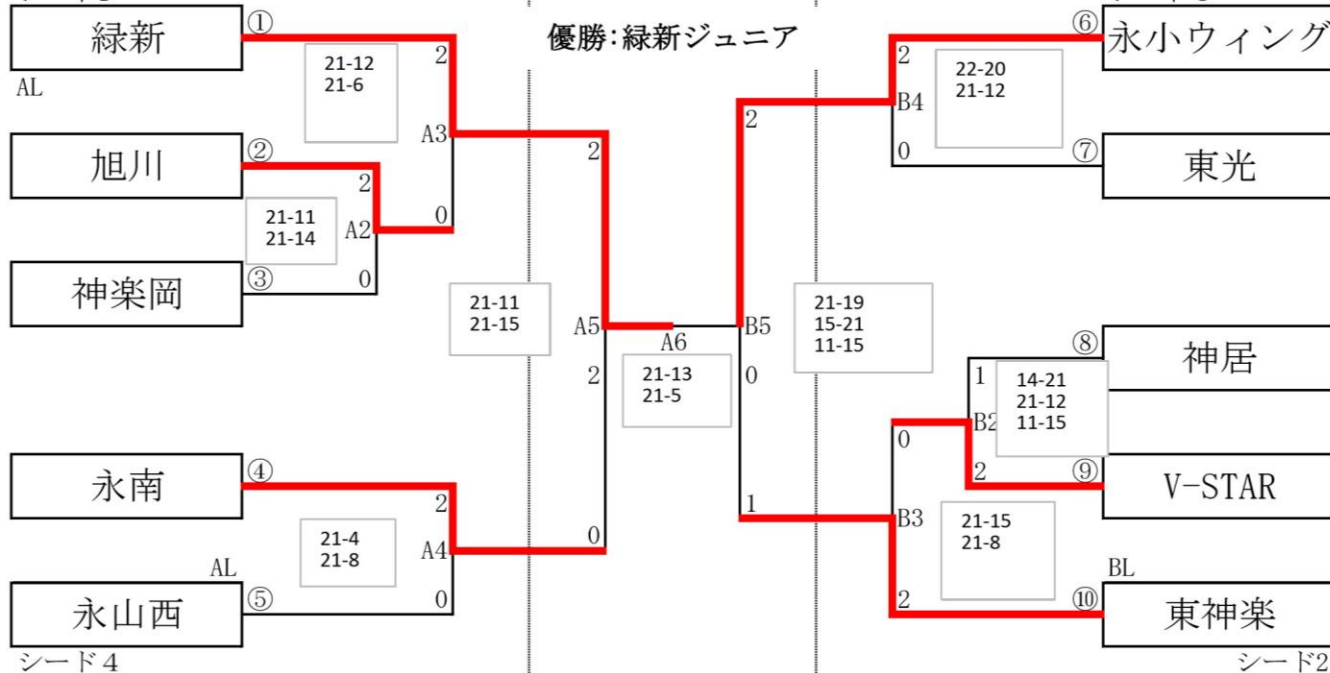 優勝:緑新ジュニア
緑新
①
AL
21-12
21-6
2
A3
0
旭川
②
2
21-11
21-14
A2
神楽岡
③
0
2
21-11
21-15
A5
2
A6
21-13
21-5
永南
④
2
21-4
21-8
A4
0
AL
永山西
⑤
0
シード4
⑥
永小ウィング
2
22-20
21-12
B4
2
0
⑦
東光
21-19
15-21
11-15
B5
0
⑧
神居
1
14-21
21-12
11-15
B2
0
2
⑨
V-STAR
1
B3
21-15
21-8
BL
2
⑩
東神楽
シード2